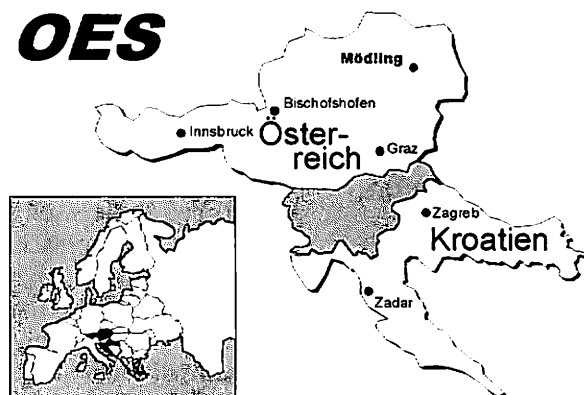 OES
Mödling
Bischofshofen
Innsbruck
Öster-
reich
Graz
Zagreb
Kroatien
Zadar